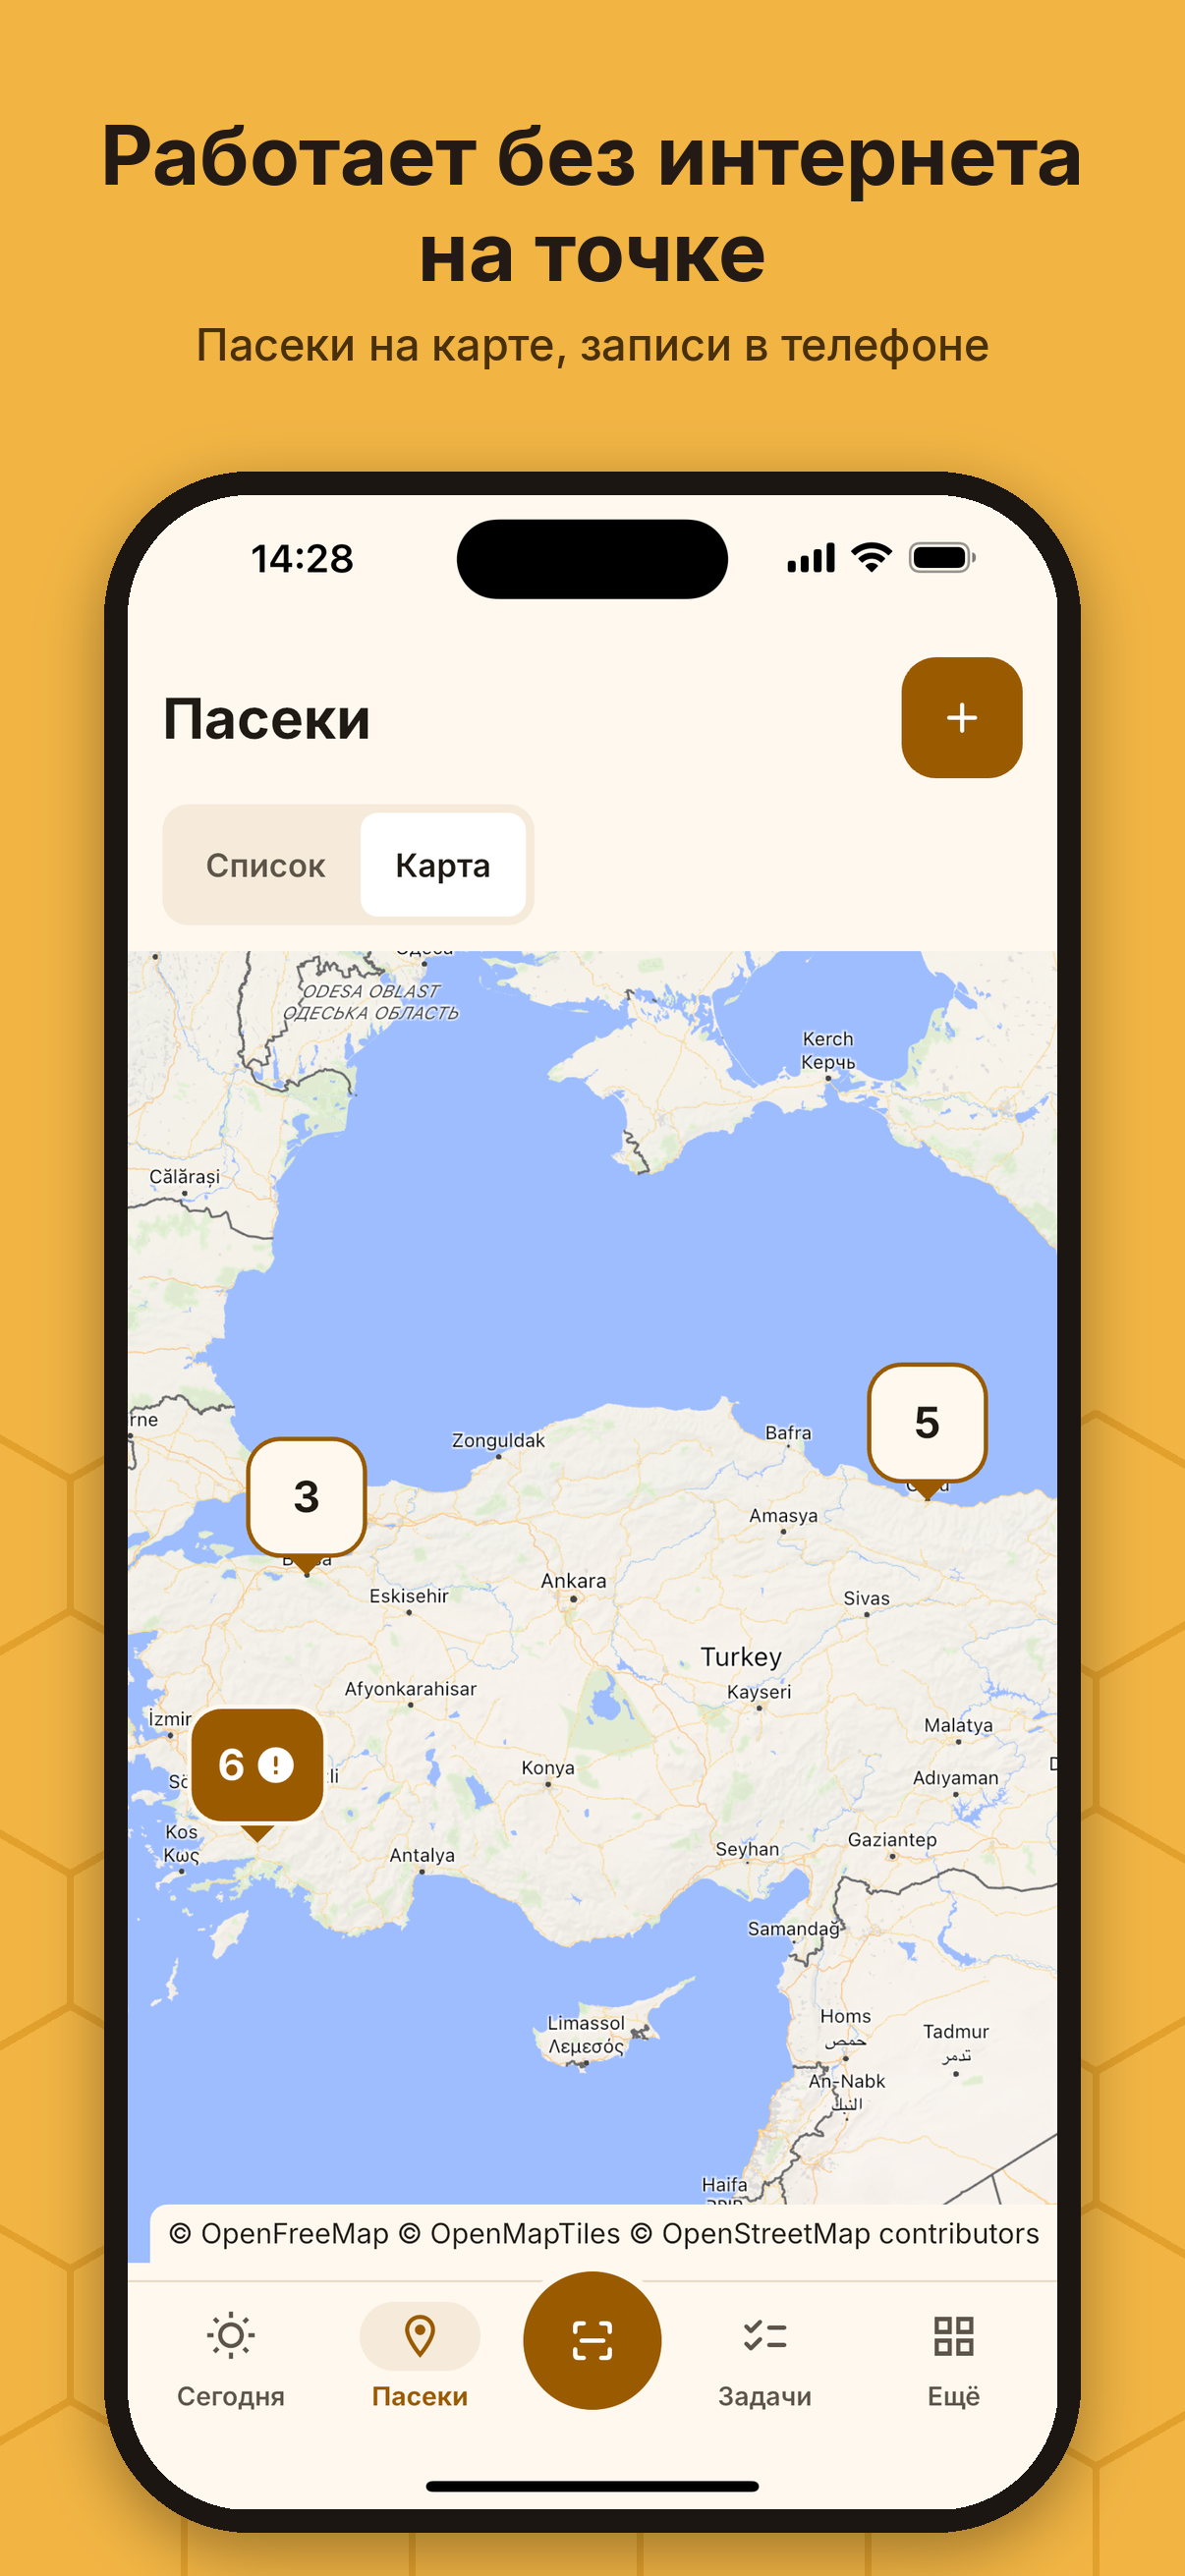 Работает без интернета
на точке
Пасеки на карте, записи в телефоне
14:28
Пасеки
+
Список
Карта
ODESA OBLAST
ОДЕСЬКА ОБЛАСТЬ
Kerch
Керчь
Călărași
5
rne
Zonguldak
Bafra
3
Amasya
Eskisehir
Ankara
Sivas
Turkey
Afyonkarahisar
Kayseri
İzmir
Malatya
6
Konya
Adıyaman
Kos
Κως
Antalya
Seyhan
Gaziantep
Samandağ
Limassol
Λεμεσός
Homs
حمص
Tadmur
تدمر
An-Nabk
النبك
Haifa
© OpenFreeMap © OpenMapTiles © OpenStreetMap contributors
Сегодня
Пасеки
Задачи
Ещё